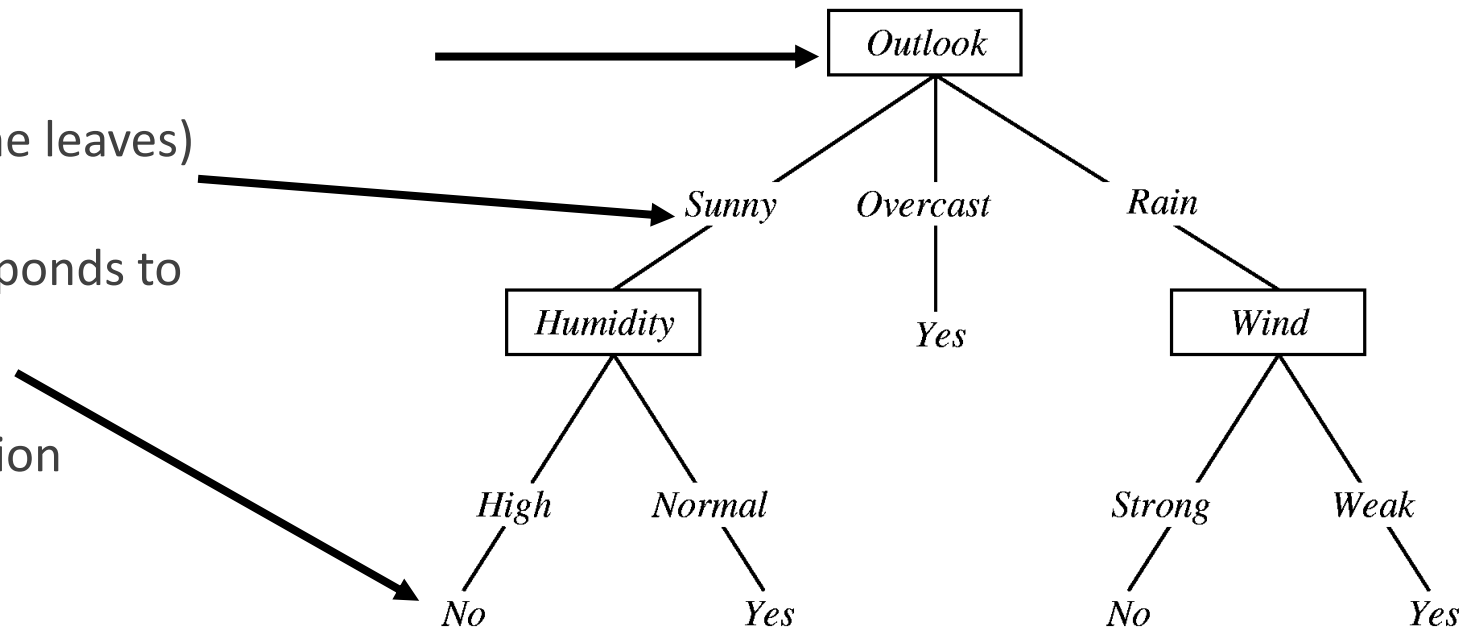 Outlook
ne leaves)
Sunny Overcast Rain
ponds to
Humidity Yes Wind
ion
High Normal Strong Weak
No Yes No Yes